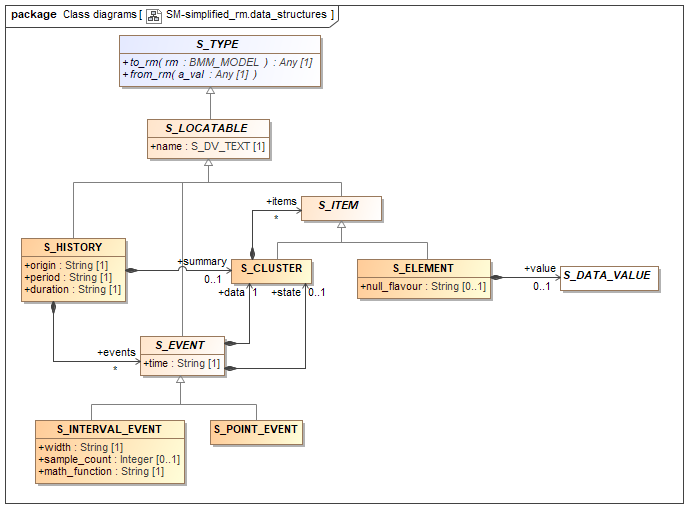 package Class diagrams [ SM-simplified_rm.data_structures ]
S_TYPE
+to_rm( rm : BMM_MODEL ) : Any [1]
+from_rm( a_val : Any [1] )
S_LOCATABLE
+name : S_DV_TEXT [1]
+items
*
S_ITEM
S_HISTORY
+origin : String [1]
+period : String [1]
+duration : String [1]
+summary
0..1
S_CLUSTER
S_ELEMENT
+null_flavour : String [0..1]
+value
0..1
S_DATA_VALUE
+data 1
+state 0..1
+events
*
S_EVENT
+time : String [1]
S_INTERVAL_EVENT
+width : String [1]
+sample_count : Integer [0..1]
+math_function : String [1]
S_POINT_EVENT